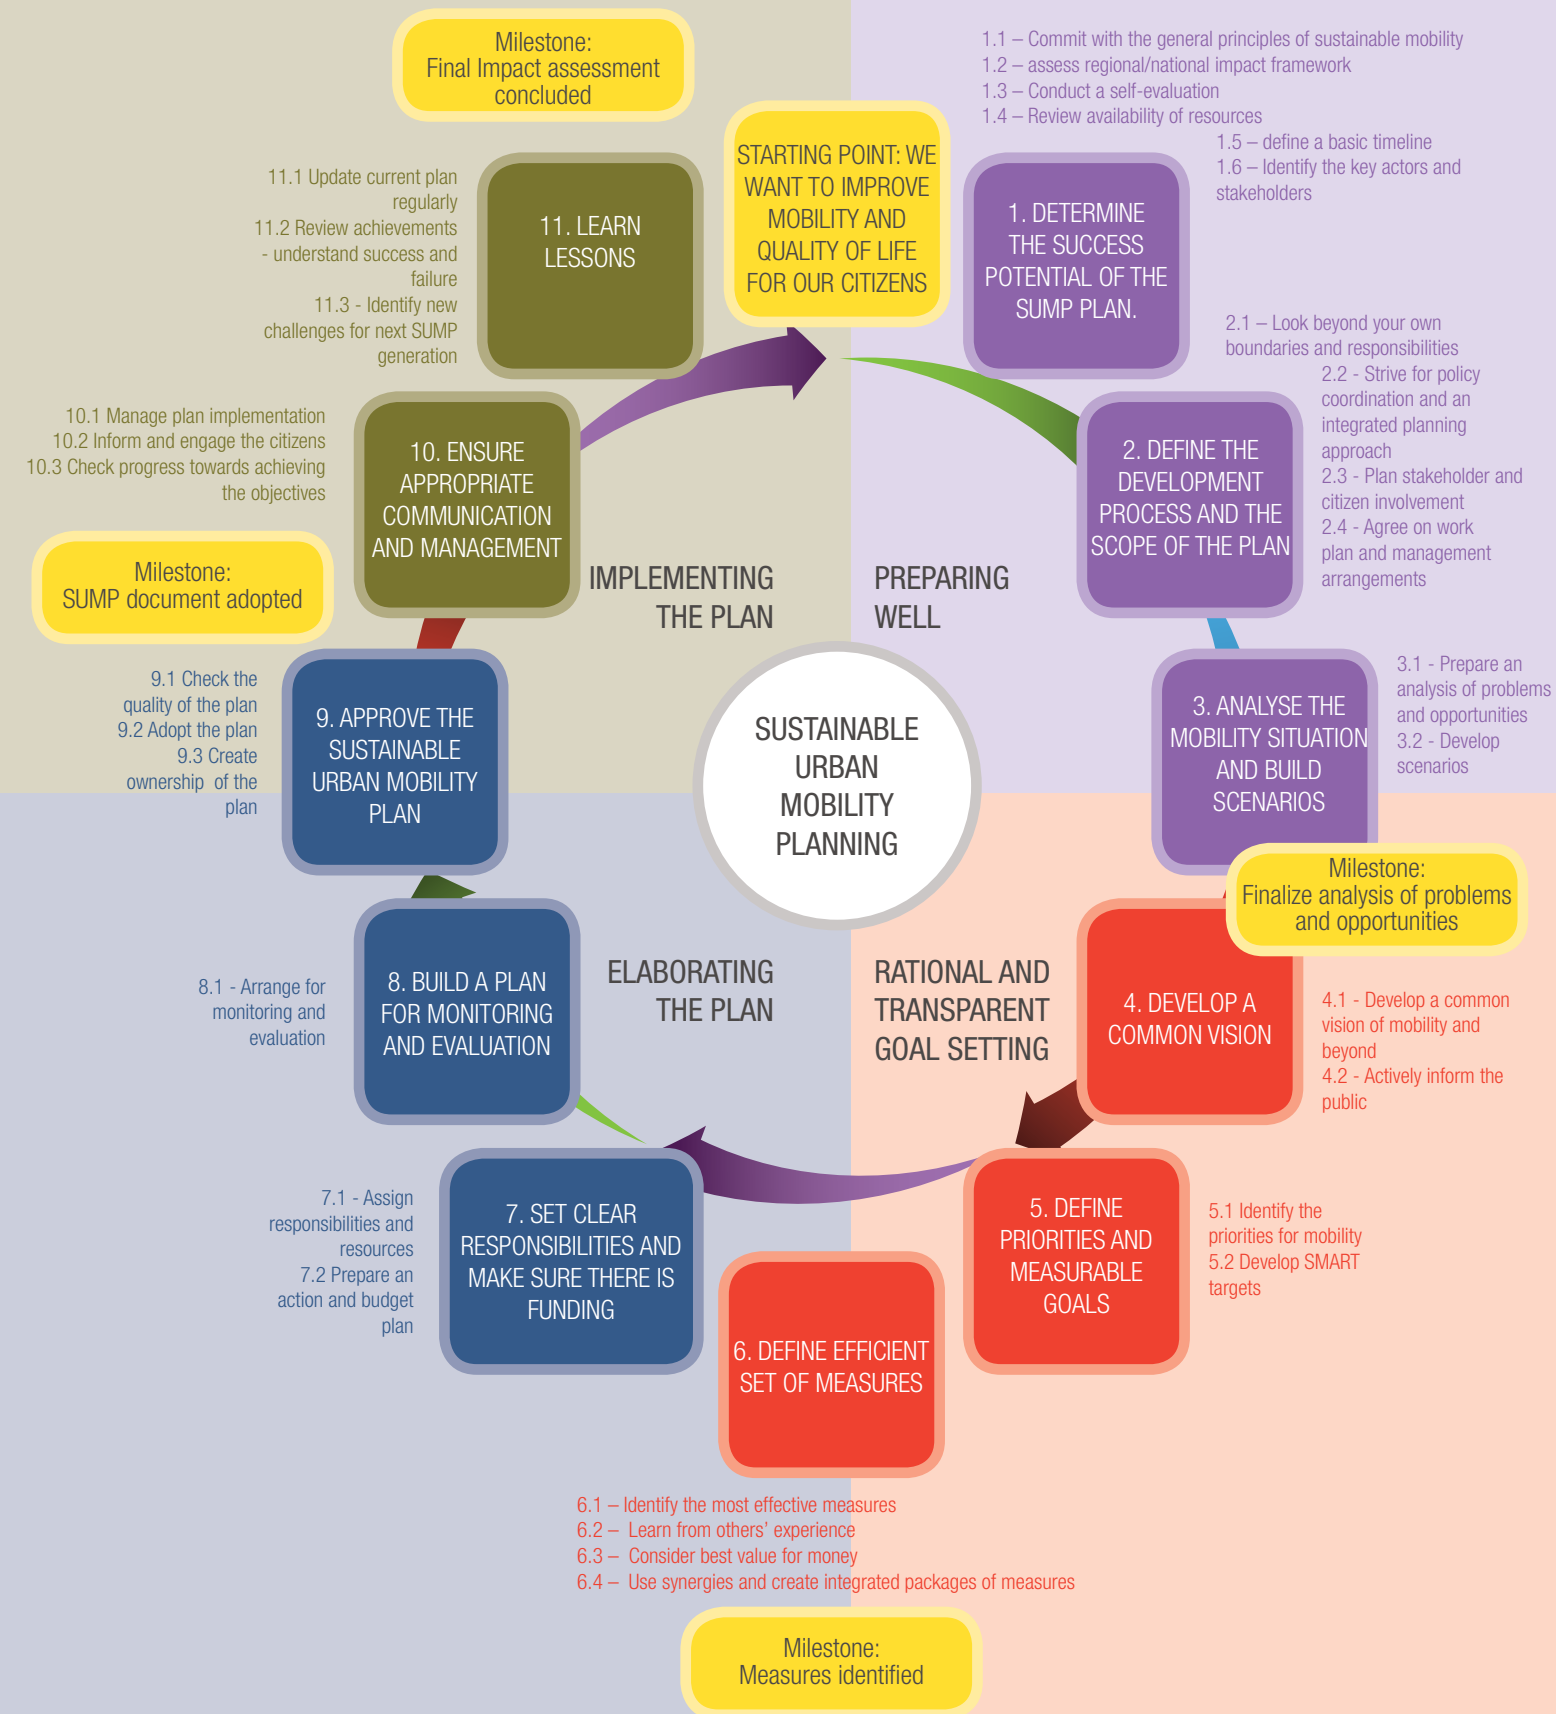 Milestone:
Final Impact assessment
concluded
STARTING POINT: WE
WANT TO IMPROVE
MOBILITY AND
QUALITY OF LIFE
FOR OUR CITIZENS
1.1 – Commit with the general principles of sustainable mobility
1.2 – assess regional/national impact framework
1.3 – Conduct a self-evaluation
1.4 – Review availability of resources
1.5 – define a basic timeline
1.6 – Identify the key actors and
stakeholders
1. DETERMINE
THE SUCCESS
POTENTIAL OF THE
SUMP PLAN.
2.1 – Look beyond your own
boundaries and responsibilities
2.2 - Strive for policy
coordination and an
integrated planning
approach
2.3 - Plan stakeholder and
citizen involvement
2.4 - Agree on work
plan and management
arrangements
2. DEFINE THE
DEVELOPMENT
PROCESS AND THE
SCOPE OF THE PLAN
PREPARING
WELL
3. ANALYSE THE
MOBILITY SITUATION
AND BUILD
SCENARIOS
3.1 - Prepare an
analysis of problems
and opportunities
3.2 - Develop
scenarios
Milestone:
Finalize analysis of problems
and opportunities
4. DEVELOP A
COMMON VISION
4.1 - Develop a common
vision of mobility and
beyond
4.2 - Actively inform the
public
RATIONAL AND
TRANSPARENT
GOAL SETTING
5. DEFINE
PRIORITIES AND
MEASURABLE
GOALS
5.1 Identify the
priorities for mobility
5.2 Develop SMART
targets
6. DEFINE EFFICIENT
SET OF MEASURES
6.1 – Identify the most effective measures
6.2 –  Learn from others' experience
6.3 –  Consider best value for money
6.4 –  Use synergies and create integrated packages of measures
Milestone:
Measures identified
7. SET CLEAR
RESPONSIBILITIES AND
MAKE SURE THERE IS
FUNDING
7.1 - Assign
responsibilities and
resources
7.2 Prepare an
action and budget
plan
ELABORATING
THE PLAN
8. BUILD A PLAN
FOR MONITORING
AND EVALUATION
8.1 - Arrange for
monitoring and
evaluation
9. APPROVE THE
SUSTAINABLE
URBAN MOBILITY
PLAN
9.1 Check the
quality of the plan
9.2 Adopt the plan
9.3 Create
ownership  of the
plan
Milestone:
SUMP document adopted
IMPLEMENTING
THE PLAN
10. ENSURE
APPROPRIATE
COMMUNICATION
AND MANAGEMENT
10.1 Manage plan implementation
10.2 Inform and engage the citizens
10.3 Check progress towards achieving
the objectives
11. LEARN
LESSONS
11.1 Update current plan
regularly
11.2 Review achievements
- understand success and
failure
11.3 - Identify new
challenges for next SUMP
generation
SUSTAINABLE
URBAN
MOBILITY
PLANNING